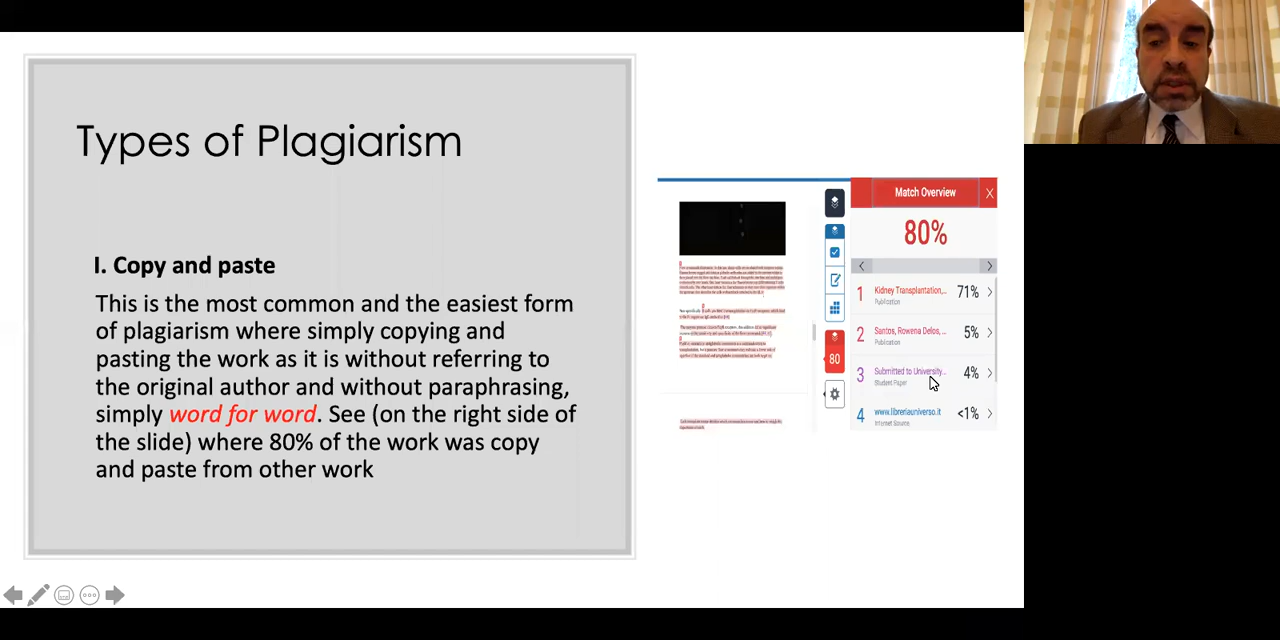 Types of Plagiarism
I. Copy and paste
This is the most common and the easiest form
of plagiarism where simply copying and
pasting the work as it is without referring to
the original author and without paraphrasing,
simply word for word. See (on the right side of
the slide) where 80% of the work was copy
and paste from other work
Match Overview
X
80%
1 Kidney Transplantation,... 71%
Publication
2 Santos, Rowena Delos,... 5%
Publication
3 Submitted to University... 4%
Student Paper
4 www.libreriauniverso.it <1%
Internet Source
80